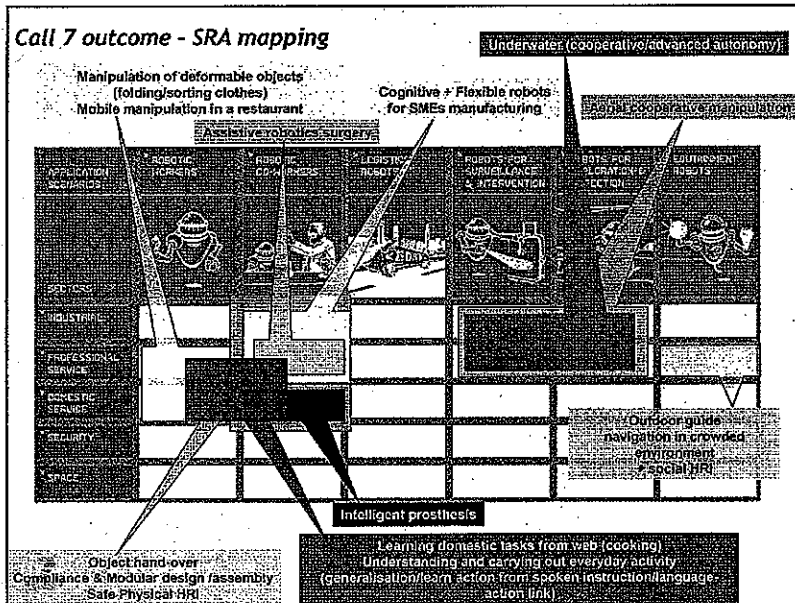 Call 7 outcome - SRA mapping
Underwater (cooperative/advanced autonomy)
Manipulation of deformable objects
(folding/sorting clothes)
Mobile manipulation in a restaurant
Cognitive + Flexible robots
for SMEs manufacturing
Assistive robotics surgery
Aerial cooperative manipulation
APPLICATION
SCENARIOS
ROBOTIC
WORKERS
ROBOTIC
CO-WORKERS
LOGISTICS
ROBOTS
ROBOTS FOR
SURVEILLANCE
& INTERVENTION
ROBOTS
SECTORS
INDUSTRIAL
PROFESSIONAL
SERVICE
DOMESTIC
SERVICE
SECURITY
SPACE
Outdoor guide
navigation in crowded
environment
+ social HRI
Intelligent prosthesis
Object hand-over
Compliance & Modular design /assembly
Safe Physical HRI
Learning domestic tasks from web (cooking)
Understanding and carrying out everyday activity
(generalisation/learn action from spoken instruction/language-
action link)